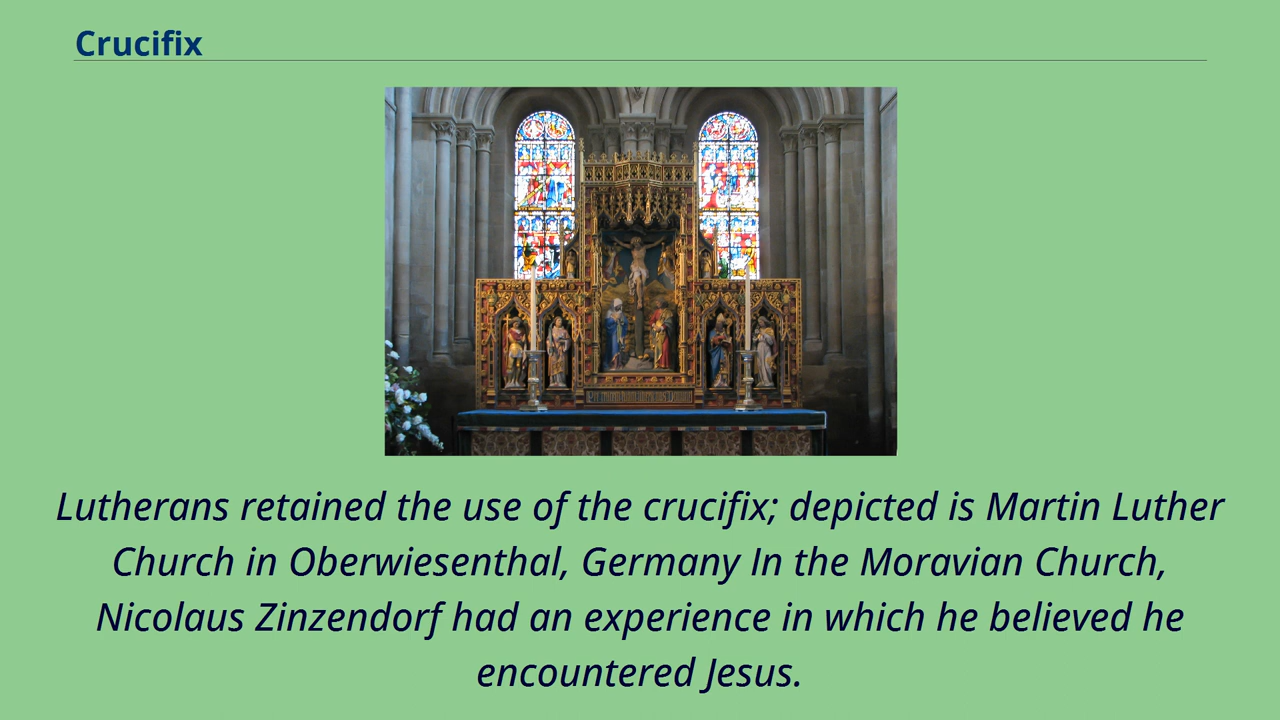 Crucifix
Lutherans retained the use of the crucifix; depicted is Martin Luther
Church in Oberwiesenthal, Germany In the Moravian Church,
Nicolaus Zinzendorf had an experience in which he believed he
encountered Jesus.